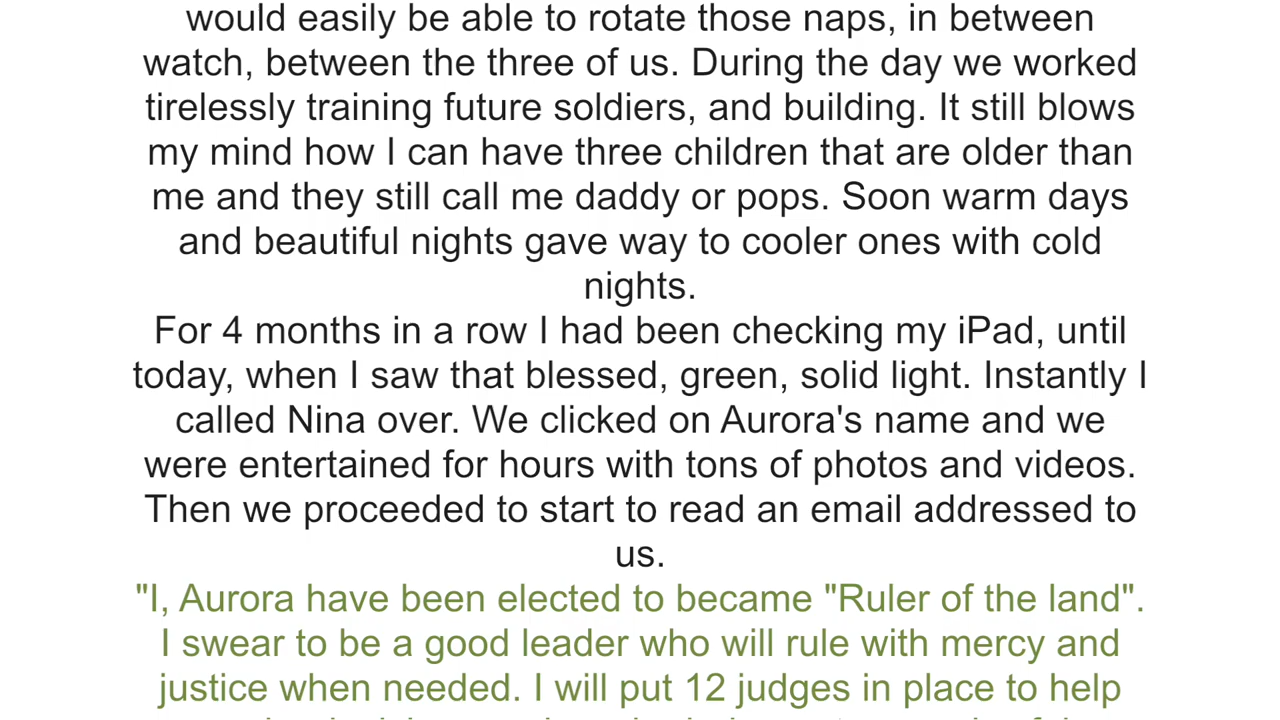 would easily be able to rotate those naps, in between
watch, between the three of us. During the day we worked
tirelessly training future soldiers, and building. It still blows
my mind how I can have three children that are older than
me and they still call me daddy or pops. Soon warm days
and beautiful nights gave way to cooler ones with cold
nights.
For 4 months in a row I had been checking my iPad, until
today, when I saw that blessed, green, solid light. Instantly I
called Nina over. We clicked on Aurora's name and we
were entertained for hours with tons of photos and videos.
Then we proceeded to start to read an email addressed to
us.
"I, Aurora have been elected to became "Ruler of the land".
I swear to be a good leader who will rule with mercy and
justice when needed. I will put 12 judges in place to help